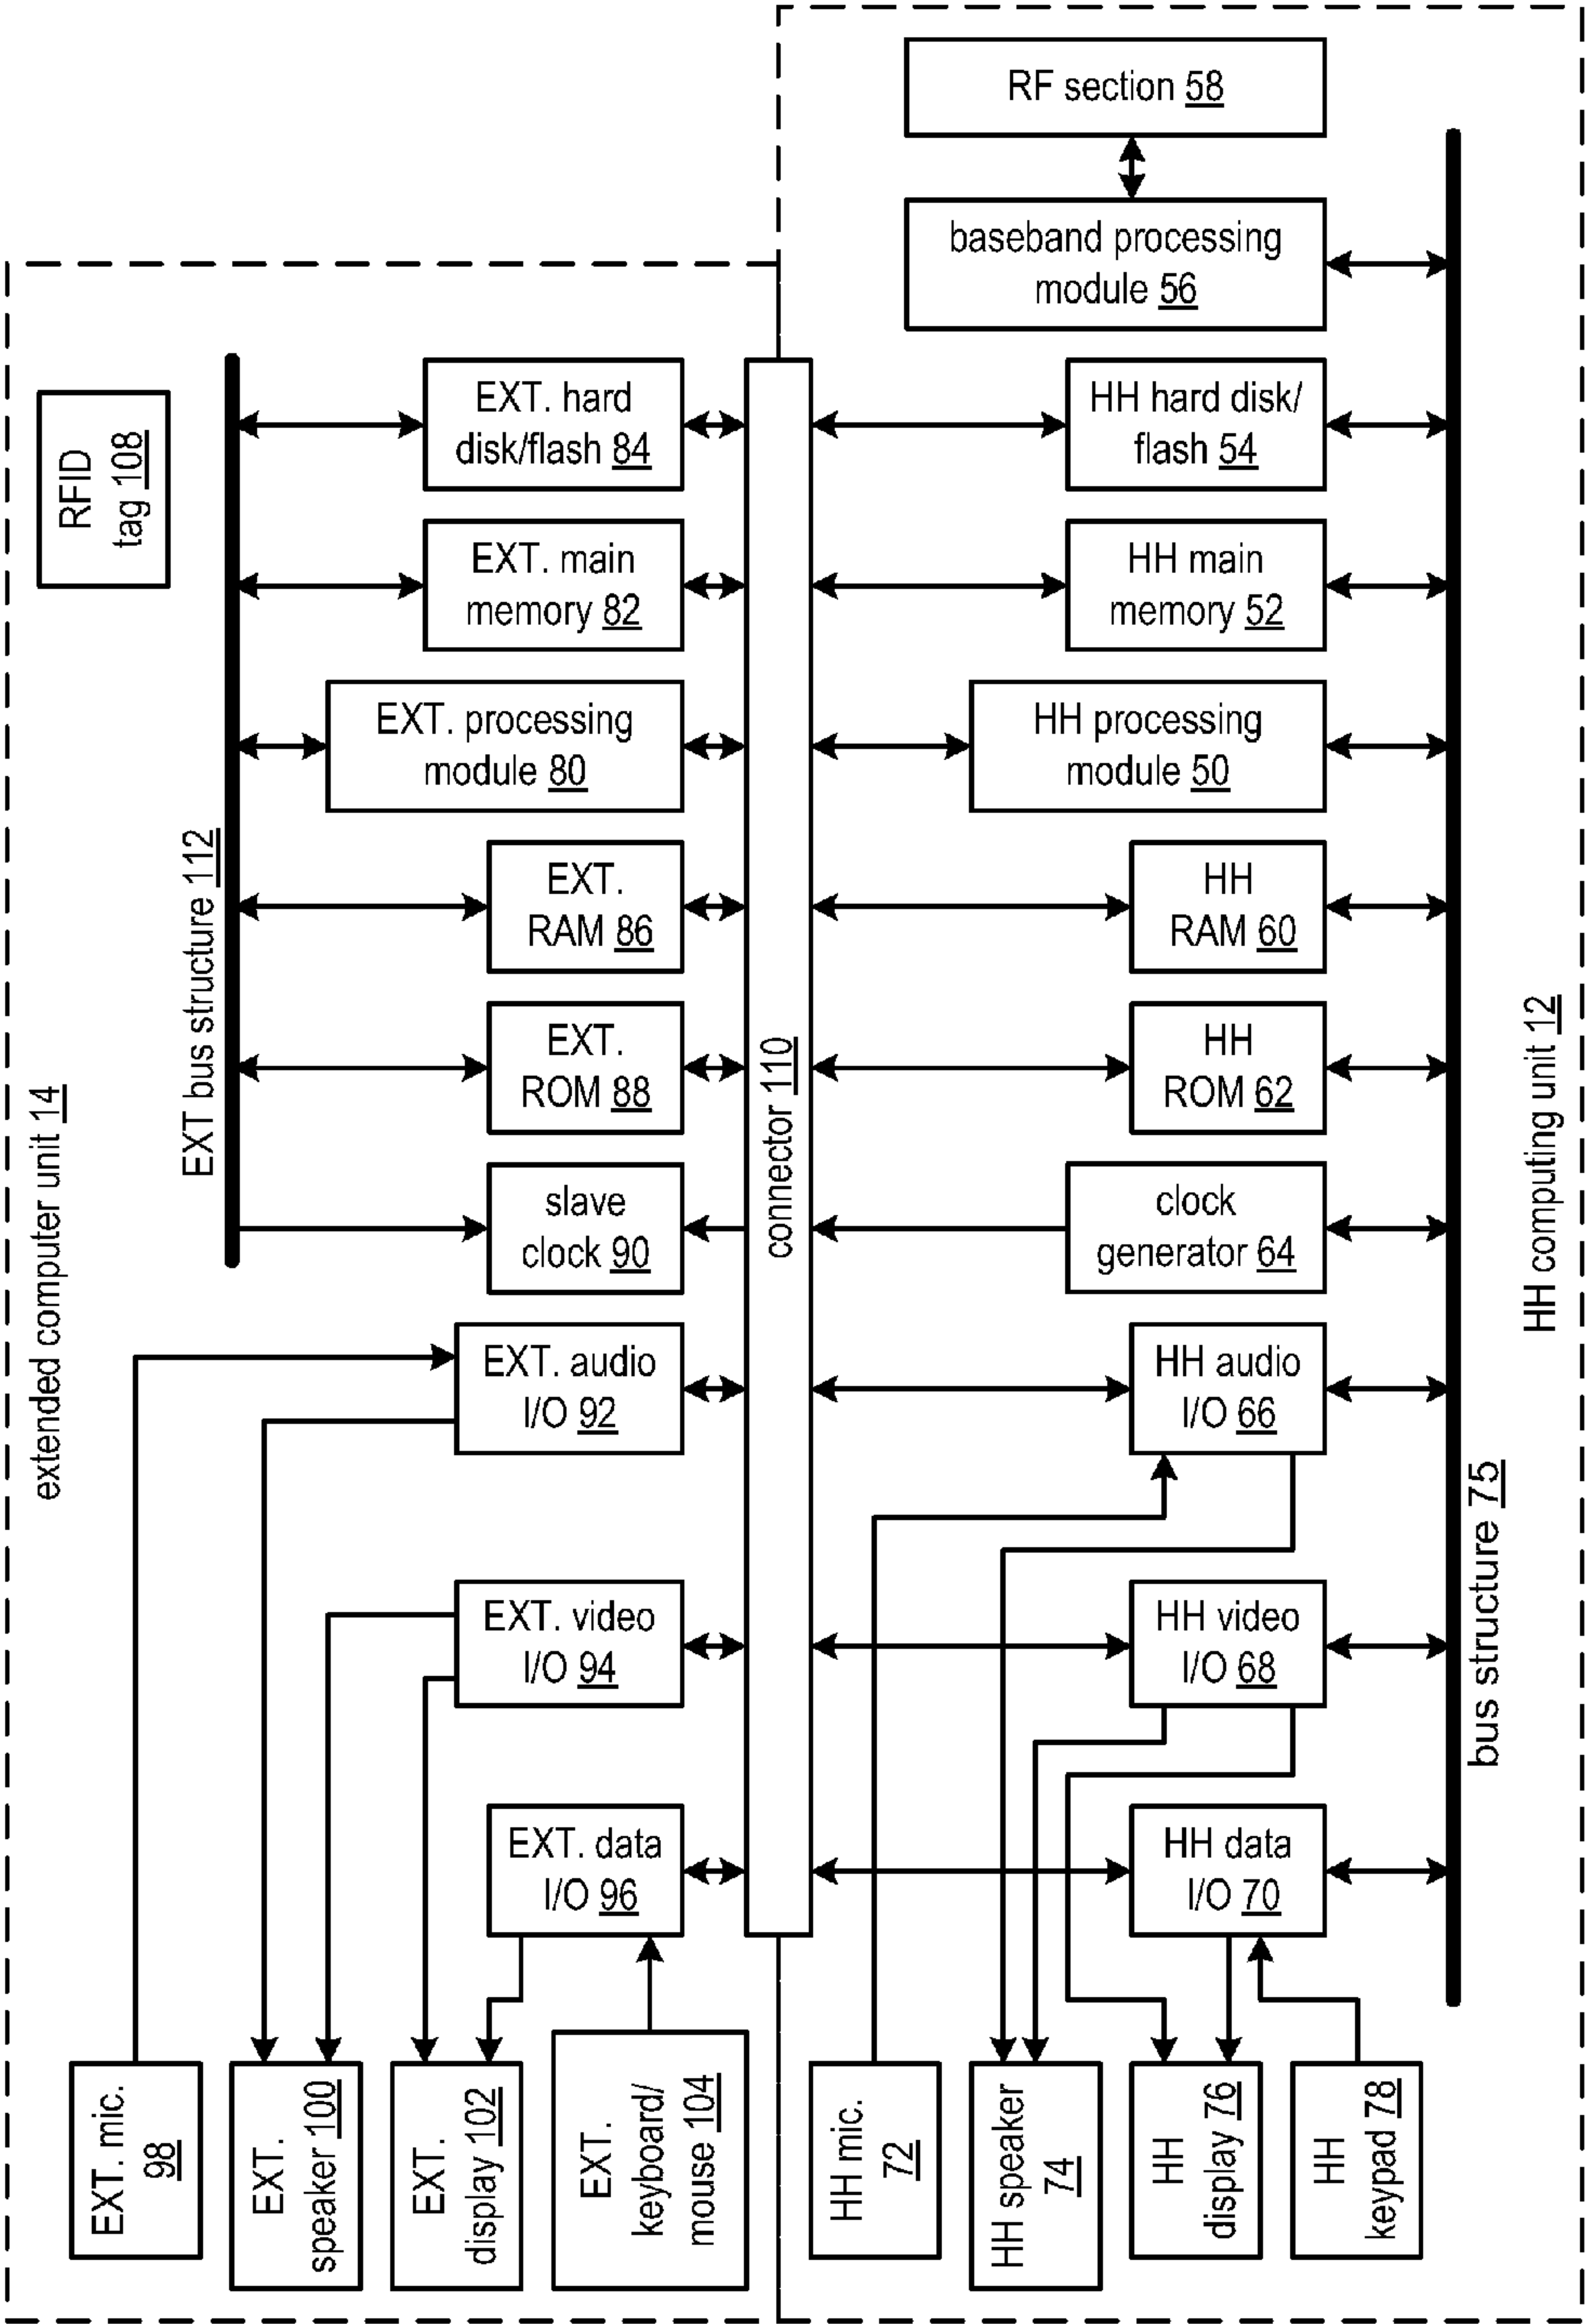 RF section 58
baseband processing
module 56
RFID
tag 108
EXT. hard
disk/flash 84
HH hard disk/
flash 54
EXT. main
memory 82
HH main
memory 52
EXT. processing
module 80
HH processing
module 50
EXT bus structure 112
EXT.
RAM 86
HH
RAM 60
extended computer unit 14
EXT.
ROM 88
connector 110
HH
ROM 62
HH computing unit 12
slave
clock 90
clock
generator 64
EXT. audio
I/O 92
HH audio
I/O 66
bus structure 75
EXT. video
I/O 94
HH video
I/O 68
EXT. data
I/O 96
HH data
I/O 70
EXT. mic.
98
EXT.
speaker 100
EXT.
display 102
EXT.
keyboard/
mouse 104
HH mic.
72
HH speaker
74
HH
display 76
HH
keypad 78